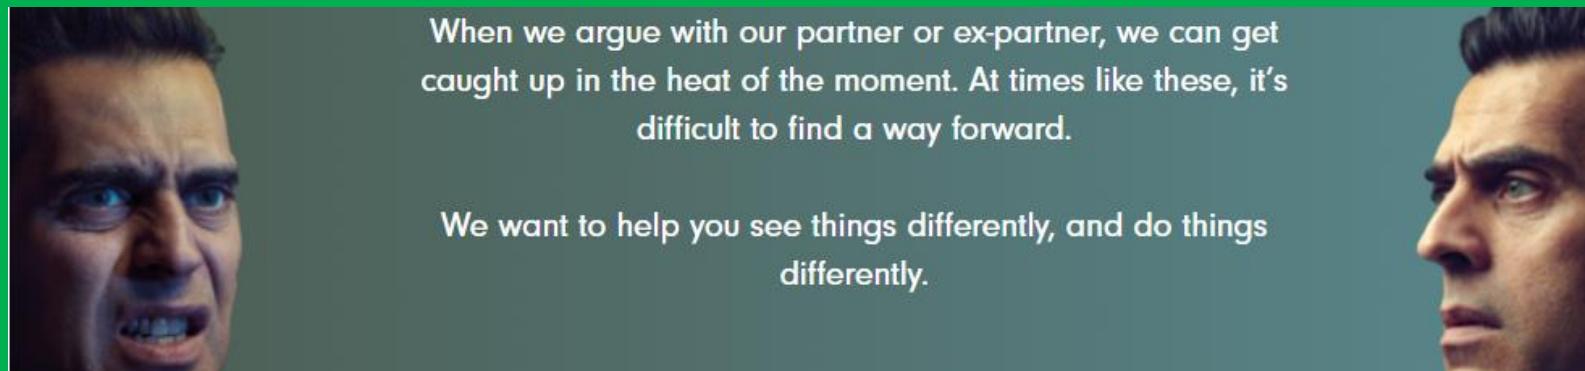 When we argue with our partner or ex-partner, we can get
caught up in the heat of the moment. At times like these, it's
difficult to find a way forward.
We want to help you see things differently, and do things
differently.